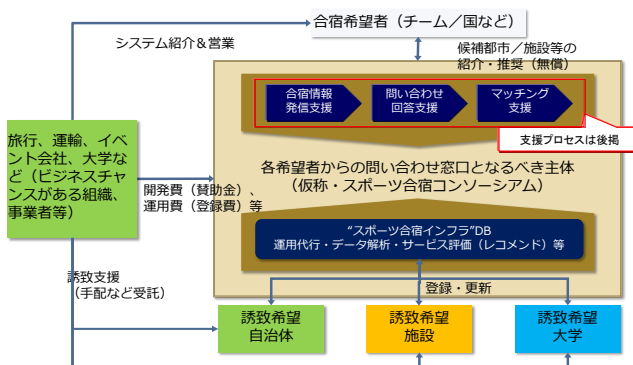 合宿希望者（チーム／国など）
システム紹介＆営業
候補都市／施設等の
紹介・推奨（無償）
合宿情報
発信支援
問い合わせ
回答支援
マッチング
支援
支援プロセスは後掲
旅行、運輸、イベ
ント会社、大学な
ど（ビジネスチャ
ンスがある組織、
事業者等）
各希望者からの問い合わせ窓口となるべき主体
（仮称・スポーツ合宿コンソーシアム）
開発費（賛助金）、
運用費（登録費）等
“スポーツ合宿インフラ”DB
運用代行・データ解析・サービス評価（レコメンド）等
誘致支援
（手配など受託）
登録・更新
誘致希望
自治体
誘致希望
施設
誘致希望
大学